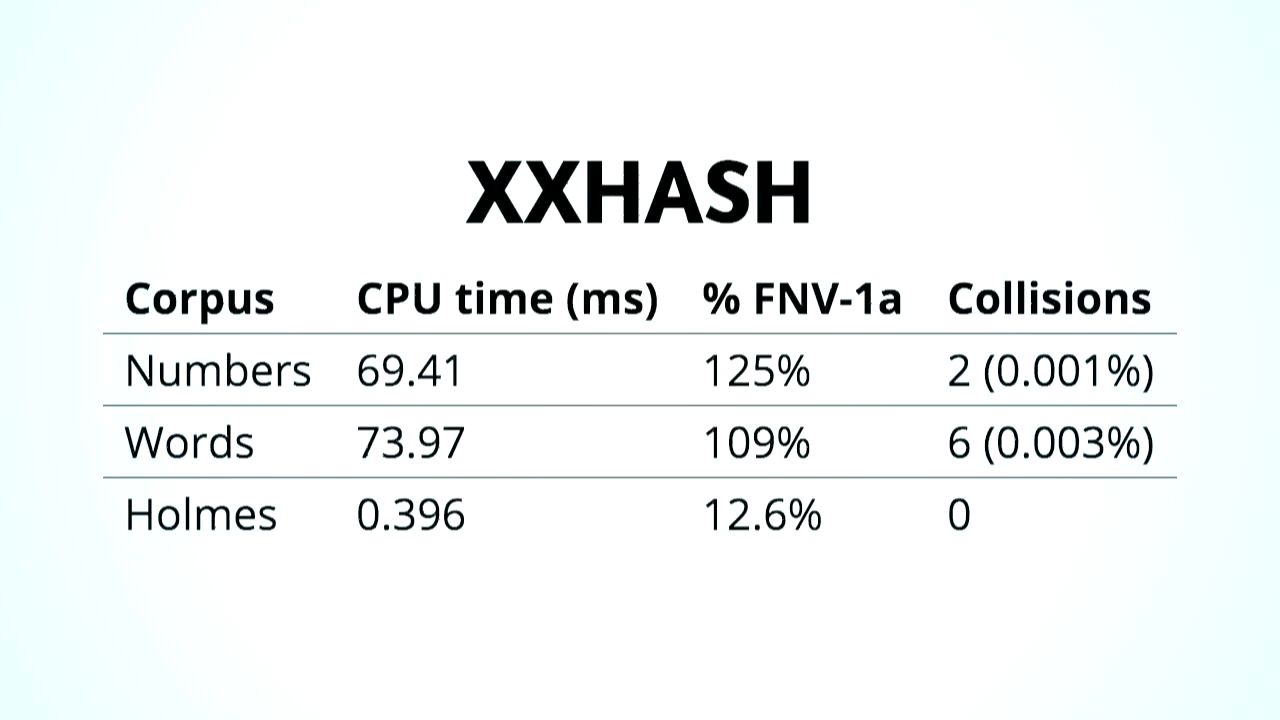 XXHASH
Corpus CPU time (ms) % FNV-1a Collisions
Numbers 69.41 125% 2 (0.001%)
Words 73.97 109% 6 (0.003%)
Holmes 0.396 12.6% 0